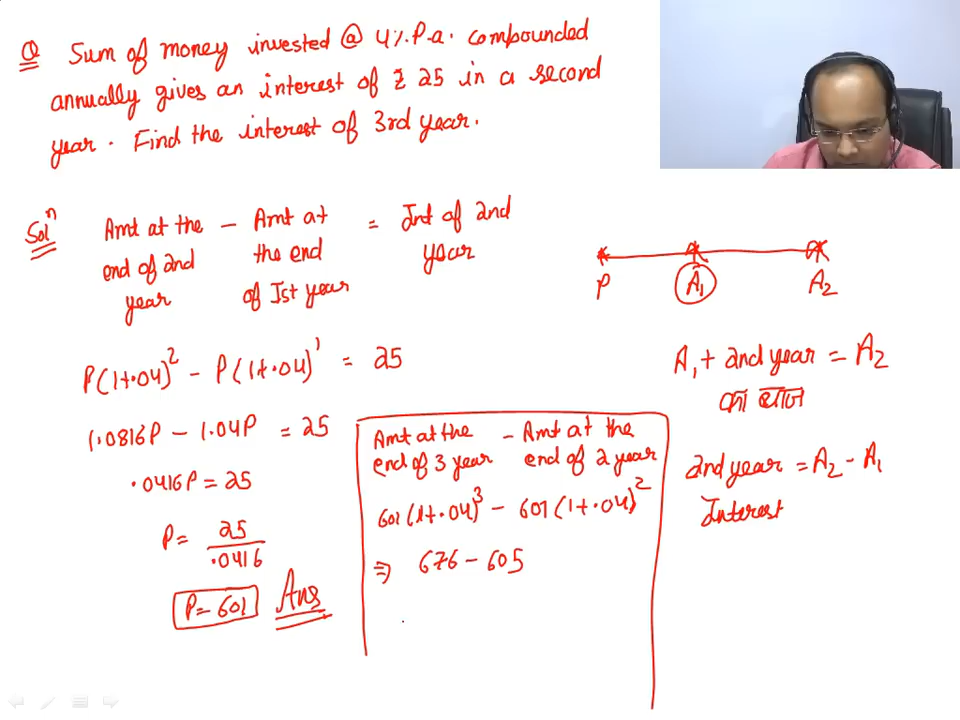 Q Sum of money invested @ 4% P.a. compounded
annually gives an interest of ₹ 25 in a second
year. Find the interest of 3rd year.
Solⁿ Amt at the end of 2nd year – Amt at the end of Ist year = Int of 2nd year
P A₁ A₂
P(1+.04)² – P(1+.04)¹ = 25
1.0816P – 1.04P = 25
.0416P = 25
P = 25/.0416
P = 601 Ans
Amt at the – Amt at the
end of 3 year end of 2 year
601(1+.04)³ – 601(1+.04)²
⇒ 676 – 605
A₁ + 2nd year = A₂
का ब्याज
2nd year = A₂ – A₁
Interest